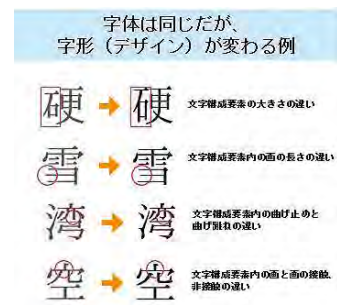 字体は同じだが、
字形（デザイン）が変わる例
硬 → 硬 文字構成要素の大きさの違い
雪 → 雪 文字構成要素内の画の長さの違い
湾 → 湾 文字構成要素内の曲げ止めと
曲げ跳ねの違い
空 → 空 文字構成要素内の画と画の接触、
非接触の違い